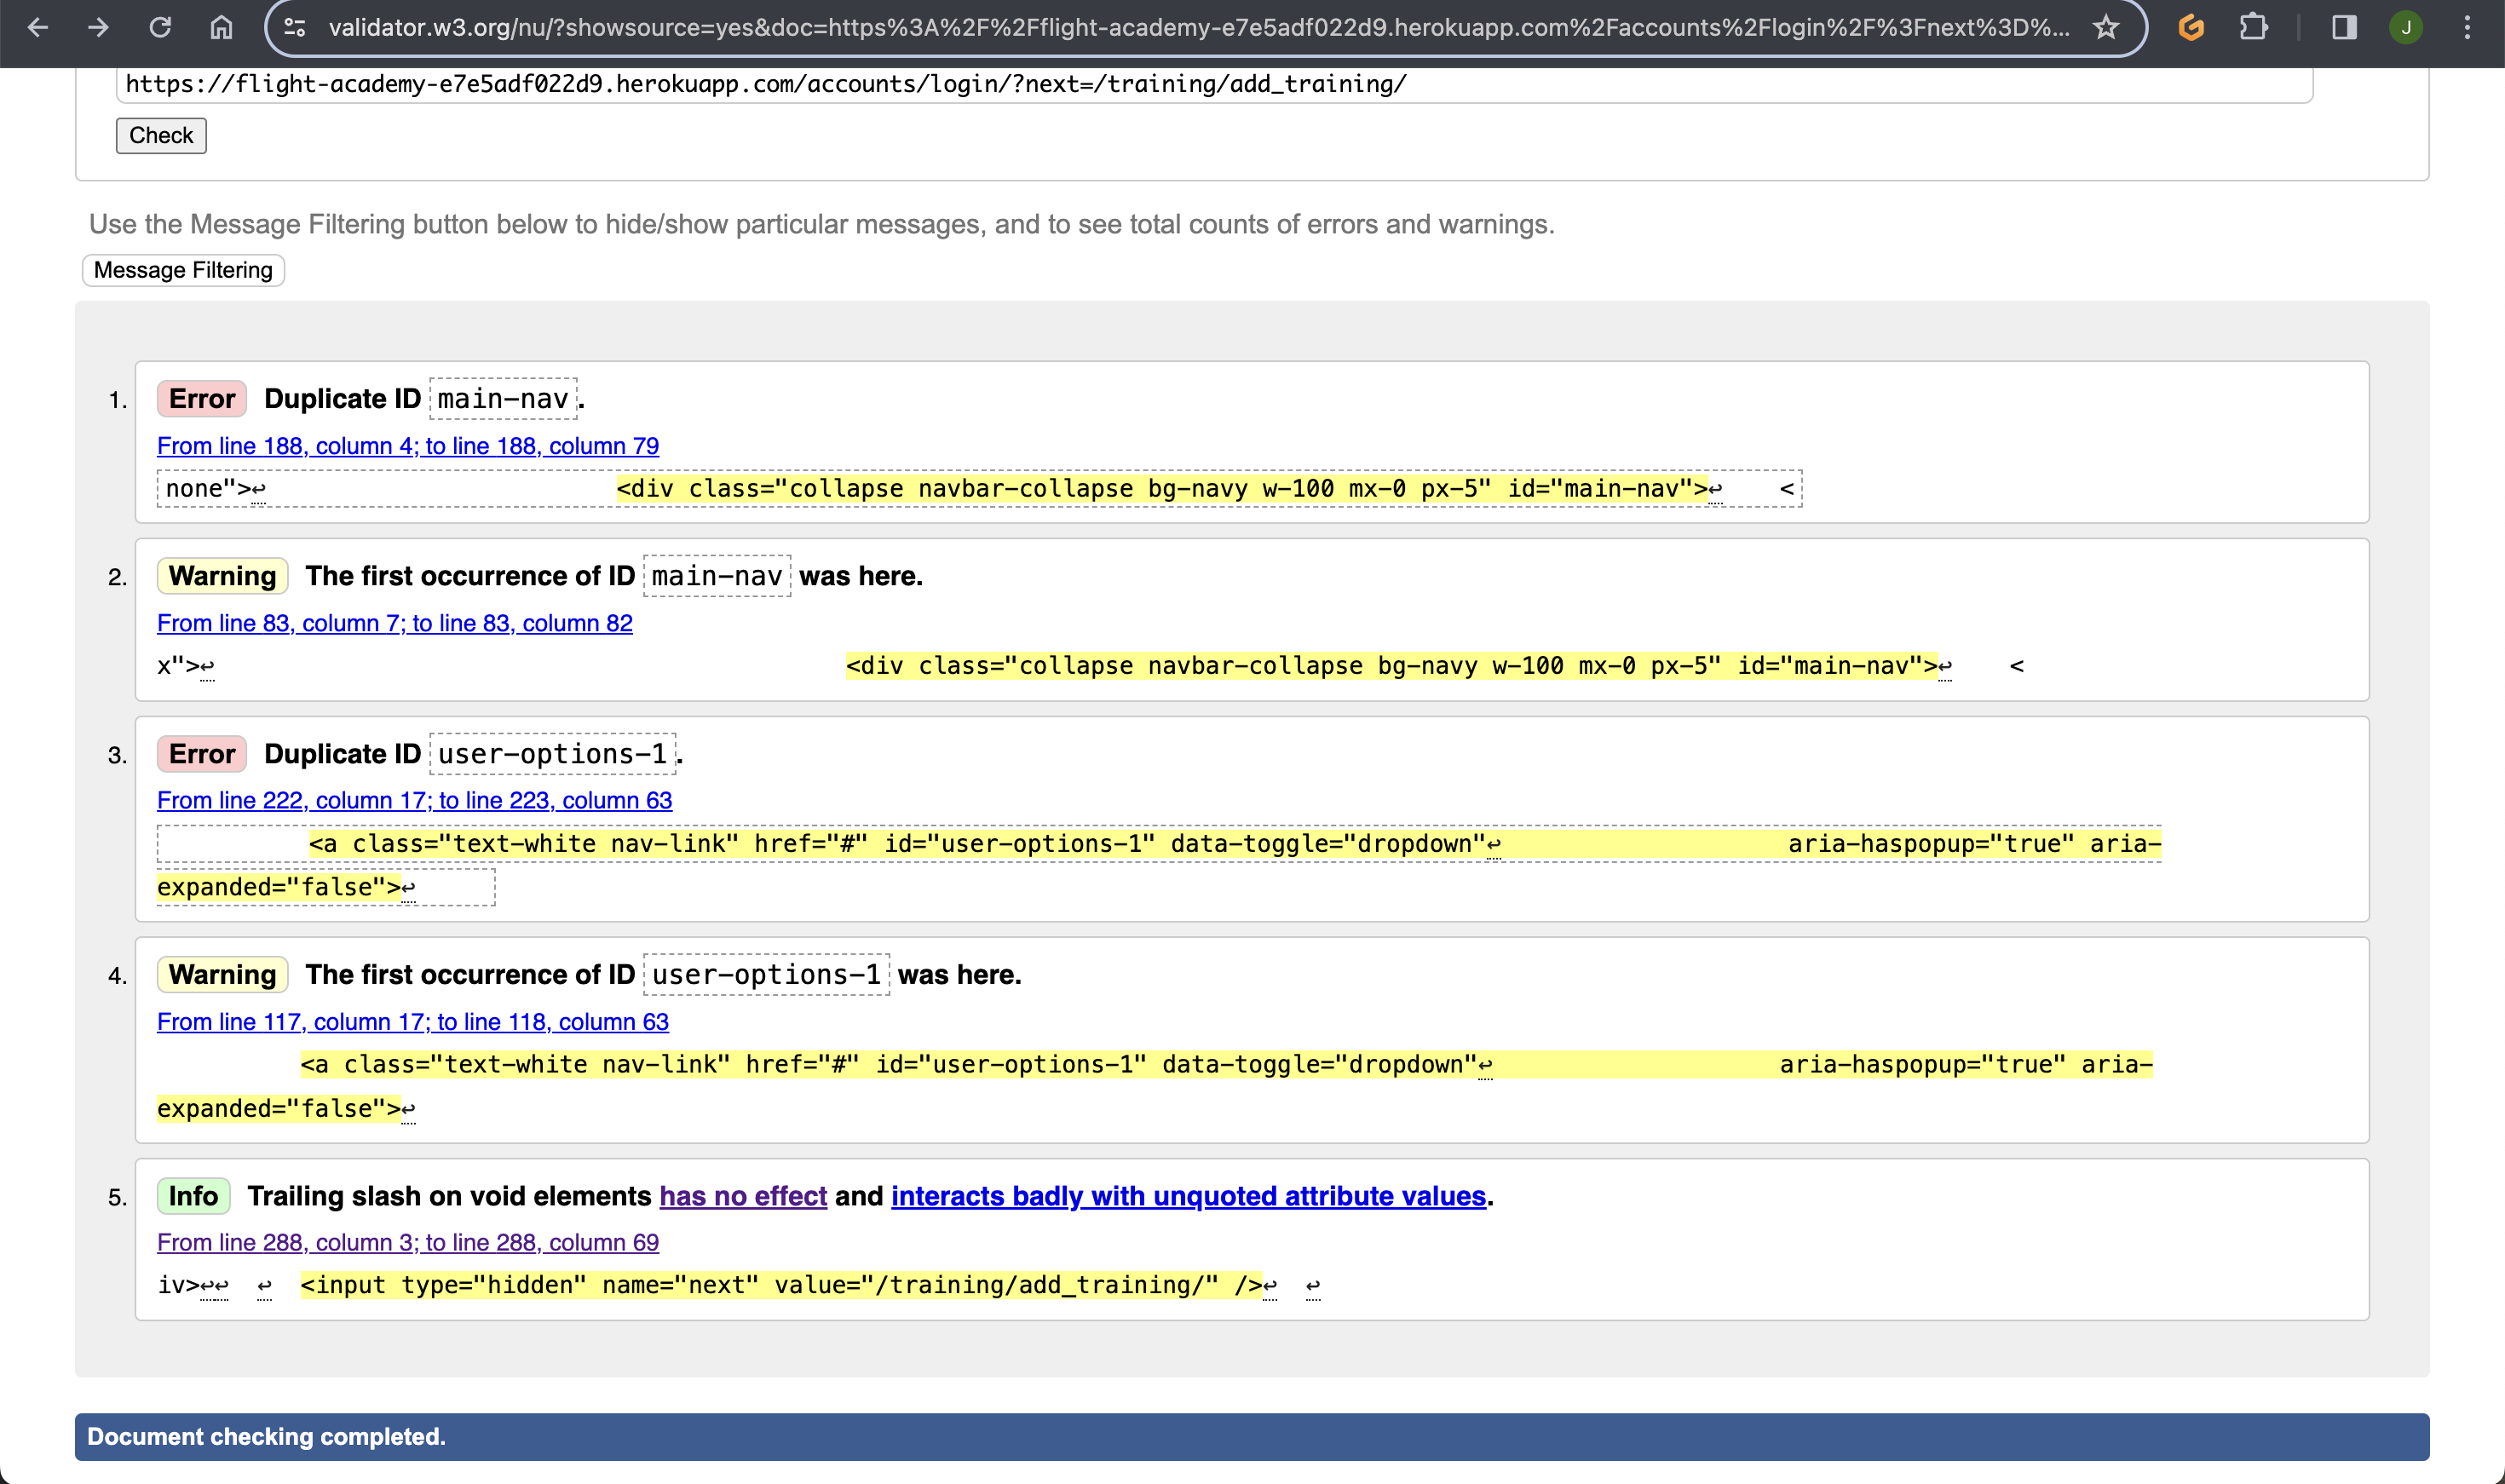 validator.w3.org/nu/?showsource=yes&doc=https%3A%2F%2Fflight-academy-e7e5adf022d9.herokuapp.com%2Faccounts%2Flogin%2F%3Fnext%3D%...
J
https://flight-academy-e7e5adf022d9.herokuapp.com/accounts/login/?next=/training/add_training/
Check
Use the Message Filtering button below to hide/show particular messages, and to see total counts of errors and warnings.
Message Filtering
1. Error Duplicate ID main-nav.
From line 188, column 4; to line 188, column 79
none">↩ <div class="collapse navbar-collapse bg-navy w-100 mx-0 px-5" id="main-nav">↩ <
2. Warning The first occurrence of ID main-nav was here.
From line 83, column 7; to line 83, column 82
x">↩ <div class="collapse navbar-collapse bg-navy w-100 mx-0 px-5" id="main-nav">↩ <
3. Error Duplicate ID user-options-1.
From line 222, column 17; to line 223, column 63
<a class="text-white nav-link" href="#" id="user-options-1" data-toggle="dropdown"↩ aria-haspopup="true" aria-
expanded="false">↩
4. Warning The first occurrence of ID user-options-1 was here.
From line 117, column 17; to line 118, column 63
<a class="text-white nav-link" href="#" id="user-options-1" data-toggle="dropdown"↩ aria-haspopup="true" aria-
expanded="false">↩
5. Info Trailing slash on void elements has no effect and interacts badly with unquoted attribute values.
From line 288, column 3; to line 288, column 69
iv>↩↩ ↩ <input type="hidden" name="next" value="/training/add_training/" />↩ ↩
Document checking completed.